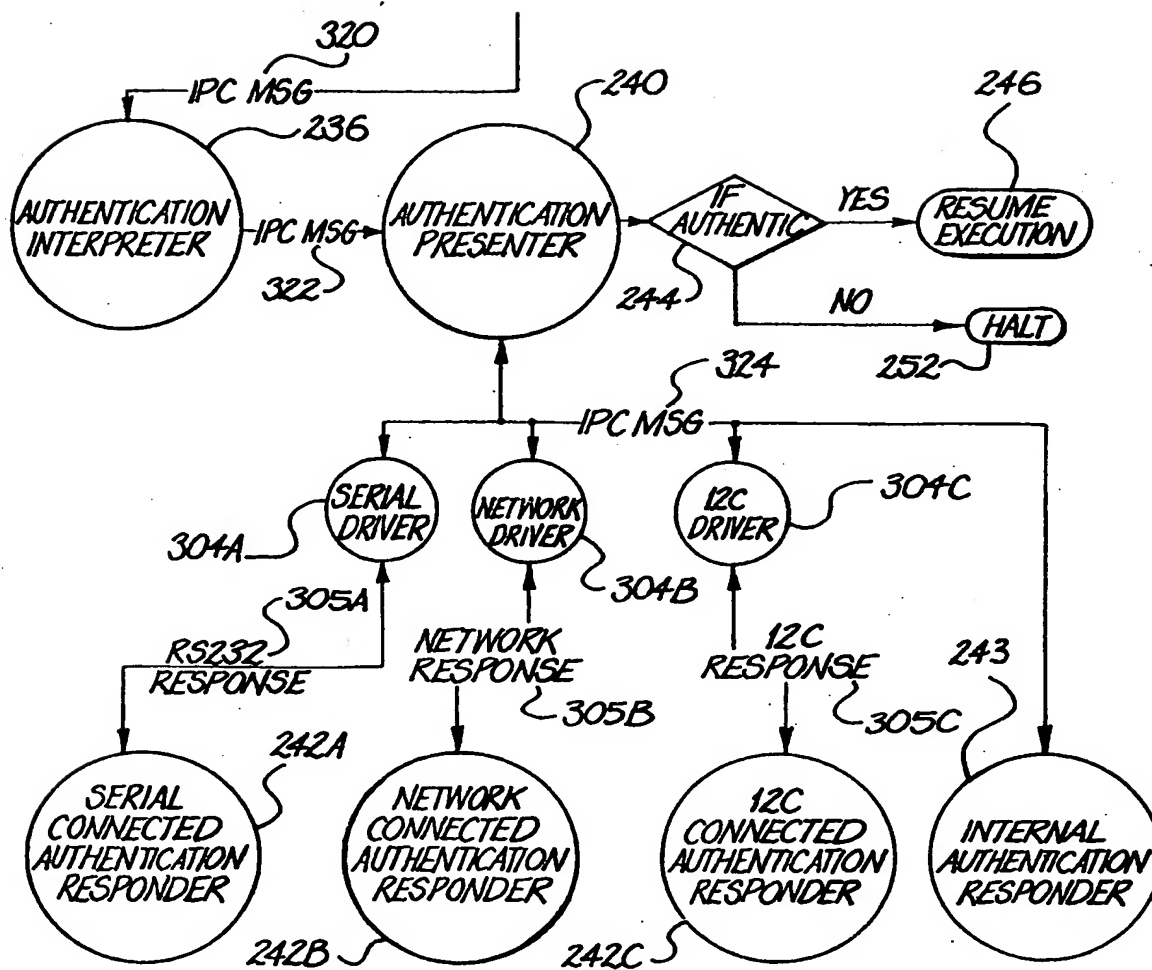 320
IPC MSG
236
240
246
AUTHENTICATION
INTERPRETER
IPC MSG
322
AUTHENTICATION
PRESENTER
IF
AUTHENTIC
244
YES
RESUME
EXECUTION
NO
HALT
252
324
IPC MSG
SERIAL
DRIVER
304A
NETWORK
DRIVER
304B
12C
DRIVER
304C
305A
RS232
RESPONSE
NETWORK
RESPONSE
305B
12C
RESPONSE
305C
243
242A
SERIAL
CONNECTED
AUTHENTICATION
RESPONDER
NETWORK
CONNECTED
AUTHENTICATION
RESPONDER
242B
12C
CONNECTED
AUTHENTICATION
RESPONDER
242C
INTERNAL
AUTHENTICATION
RESPONDER